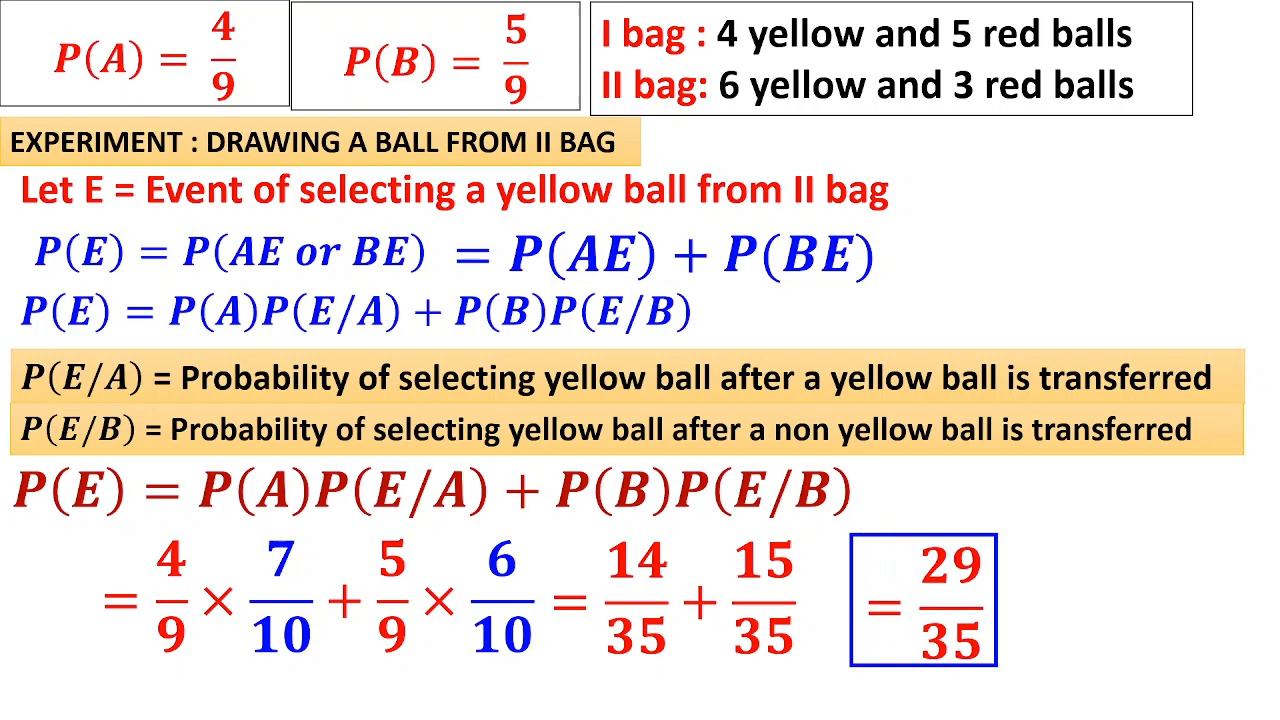 P(A) = 4/9
P(B) = 5/9
I bag : 4 yellow and 5 red balls
II bag: 6 yellow and 3 red balls
EXPERIMENT : DRAWING A BALL FROM II BAG
Let E = Event of selecting a yellow ball from II bag
P(E) = P(AE or BE) = P(AE) + P(BE)
P(E) = P(A)P(E/A) + P(B)P(E/B)
P(E/A) = Probability of selecting yellow ball after a yellow ball is transferred
P(E/B) = Probability of selecting yellow ball after a non yellow ball is transferred
P(E) = P(A)P(E/A) + P(B)P(E/B)
= 4/9 × 7/10 + 5/9 × 6/10 = 14/35 + 15/35 = 29/35